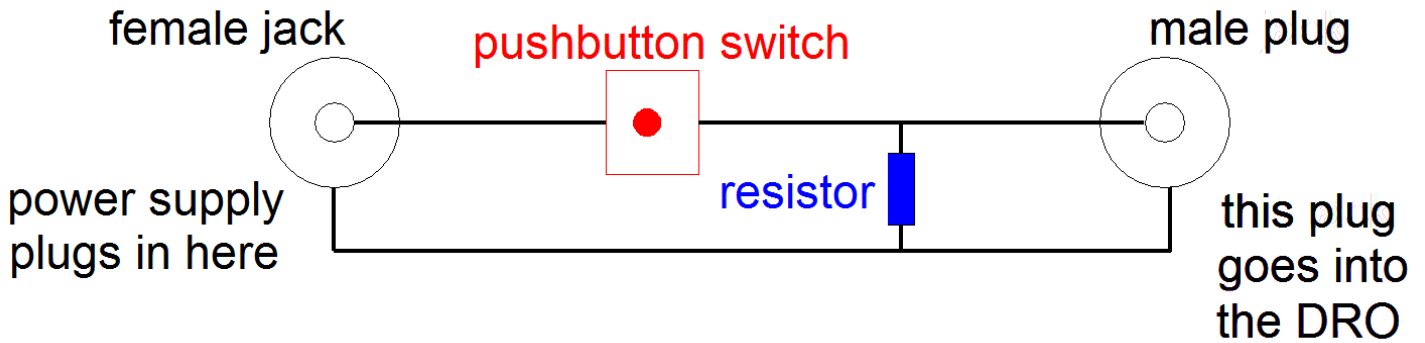 female jack
pushbutton switch
male plug
power supply
plugs in here
resistor
this plug
goes into
the DRO